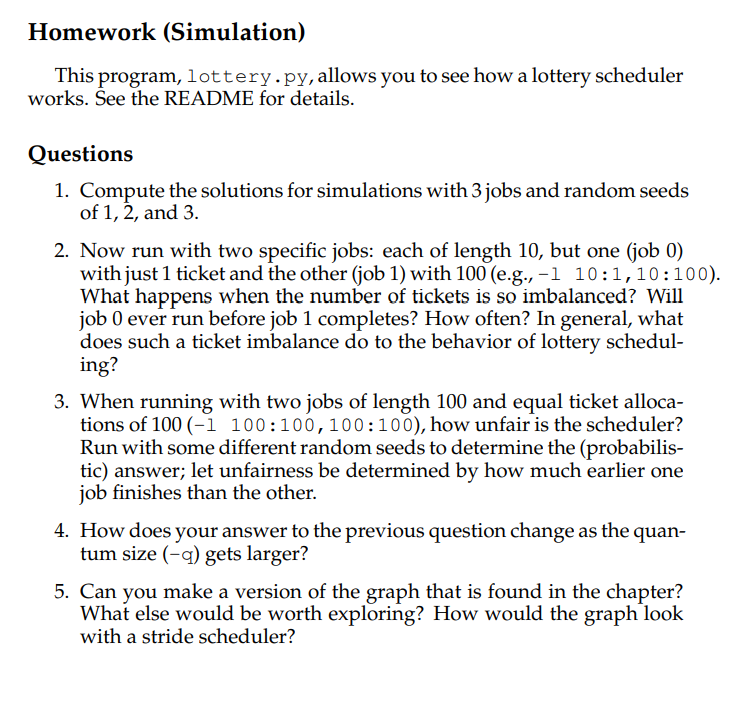 Homework (Simulation)
This program, lottery.py, allows you to see how a lottery scheduler
works. See the README for details.
Questions
1. Compute the solutions for simulations with 3 jobs and random seeds
of 1, 2, and 3.
2. Now run with two specific jobs: each of length 10, but one (job 0)
with just 1 ticket and the other (job 1) with 100 (e.g., -l 10:1,10:100).
What happens when the number of tickets is so imbalanced? Will
job 0 ever run before job 1 completes? How often? In general, what
does such a ticket imbalance do to the behavior of lottery schedul-
ing?
3. When running with two jobs of length 100 and equal ticket alloca-
tions of 100 (-l 100:100,100:100), how unfair is the scheduler?
Run with some different random seeds to determine the (probabilis-
tic) answer; let unfairness be determined by how much earlier one
job finishes than the other.
4. How does your answer to the previous question change as the quan-
tum size (-q) gets larger?
5. Can you make a version of the graph that is found in the chapter?
What else would be worth exploring? How would the graph look
with a stride scheduler?